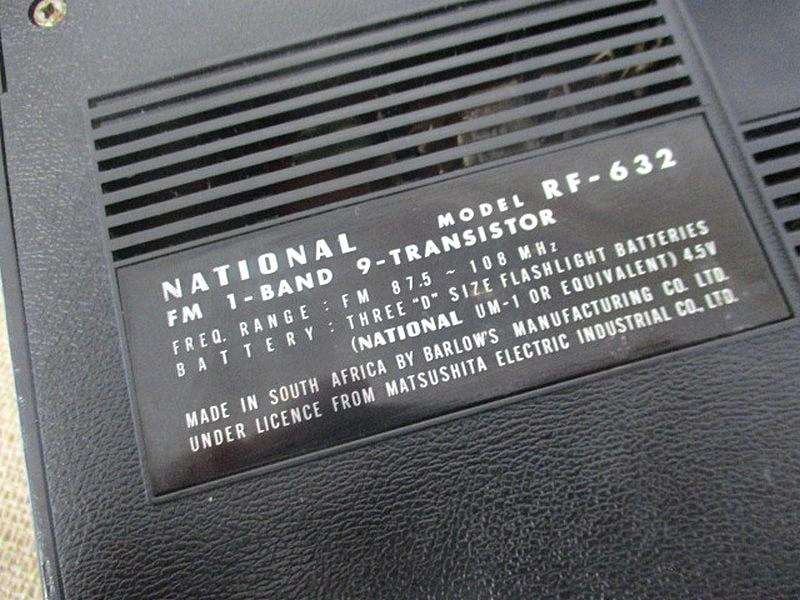 NATIONAL MODEL RF-632
FM 1-BAND 9-TRANSISTOR
FREQ. RANGE : FM 87.5 ~ 108 MHz
BATTERY : THREE "D" SIZE FLASHLIGHT BATTERIES
(NATIONAL UM-1 OR EQUIVALENT) 4.5V
MADE IN SOUTH AFRICA BY BARLOW'S MANUFACTURING CO. LTD.
UNDER LICENCE FROM MATSUSHITA ELECTRIC INDUSTRIAL CO., LTD.